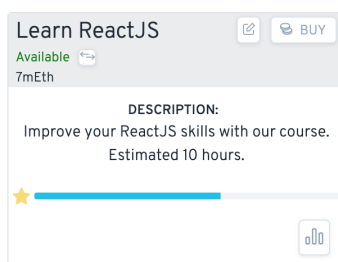 Learn ReactJS
BUY
Available
7mEth
DESCRIPTION:
Improve your ReactJS skills with our course.
Estimated 10 hours.